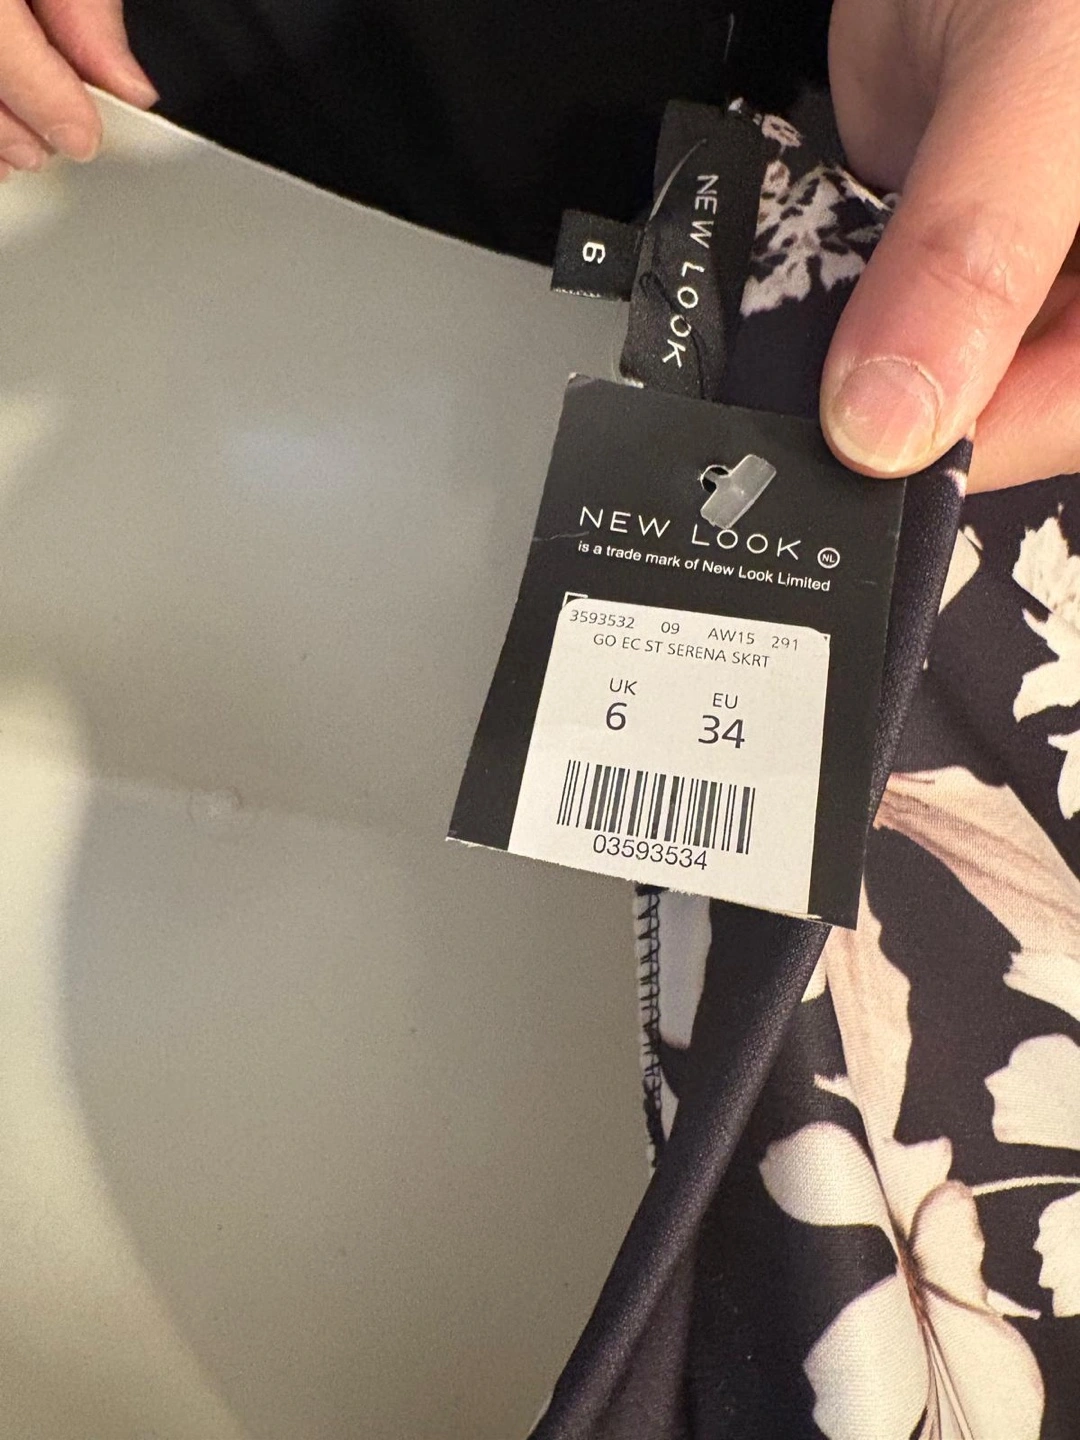 NEW LOOK
6
NEW LOOK NL
is a trade mark of New Look Limited
3593532 09 AW15 291
GO EC ST SERENA SKRT
UK EU
6 34
03593534